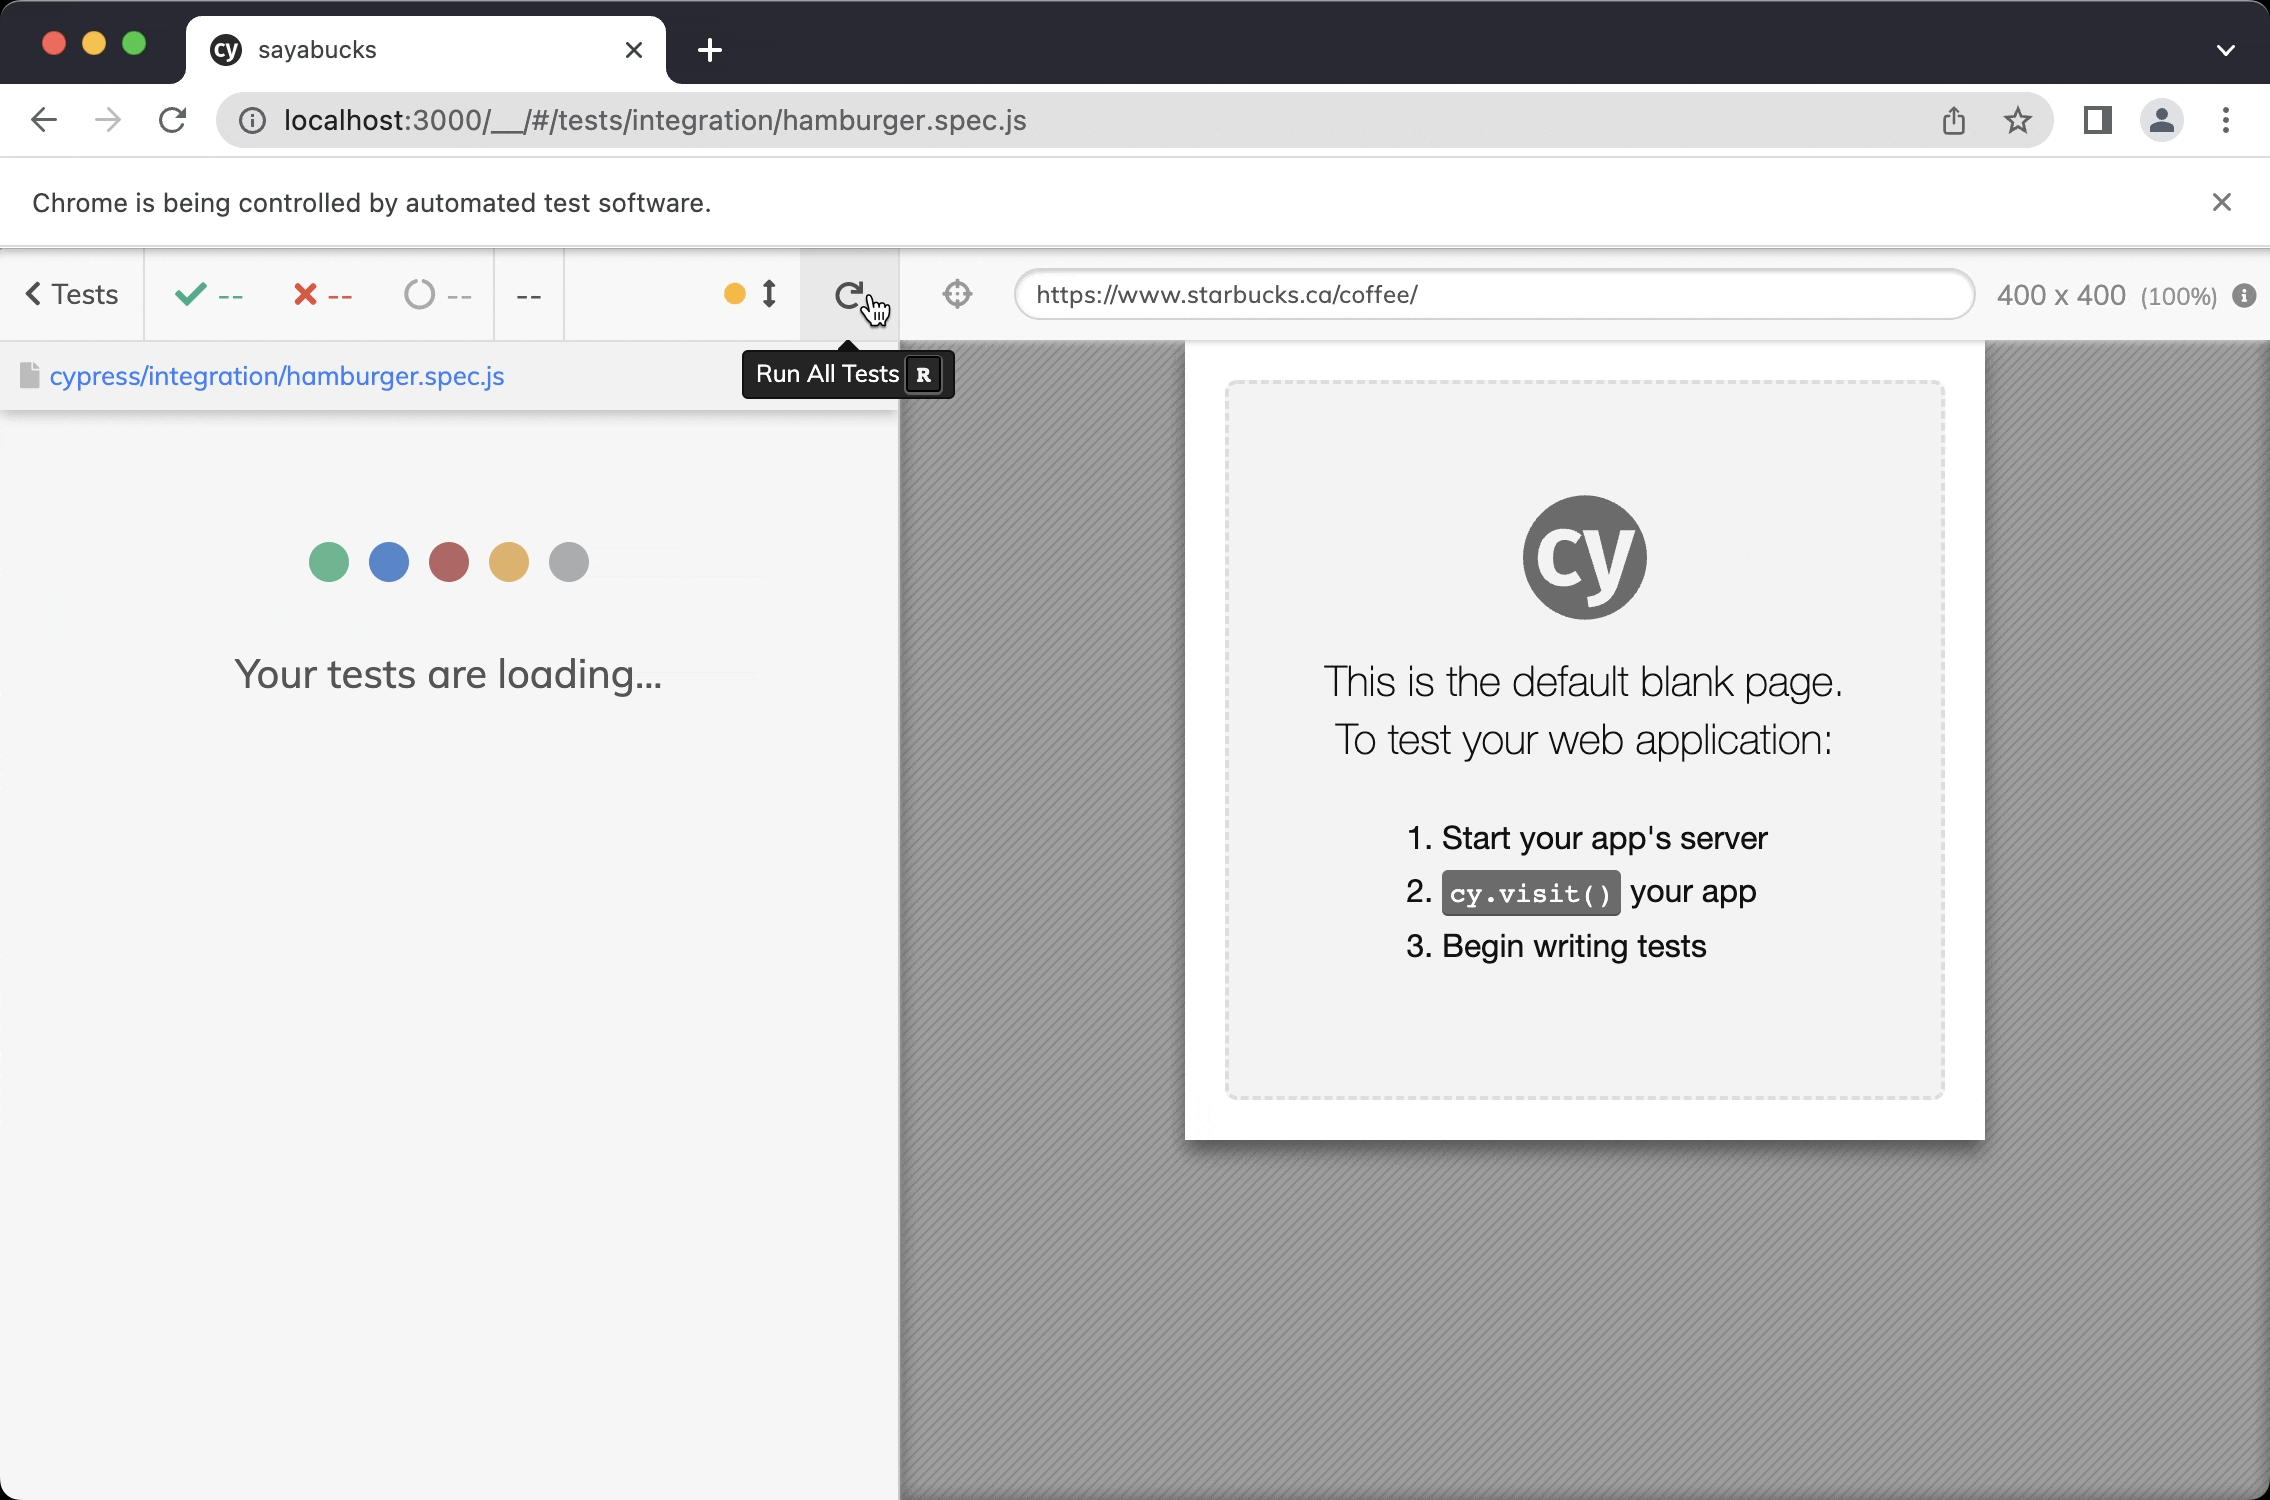 cy sayabucks
localhost:3000/__/#/tests/integration/hamburger.spec.js
Chrome is being controlled by automated test software.
Tests -- -- -- -- https://www.starbucks.ca/coffee/ 400 x 400 (100%)
cypress/integration/hamburger.spec.js
Run All Tests R
Your tests are loading...
cy
This is the default blank page.
To test your web application:
1. Start your app's server
2. cy.visit() your app
3. Begin writing tests